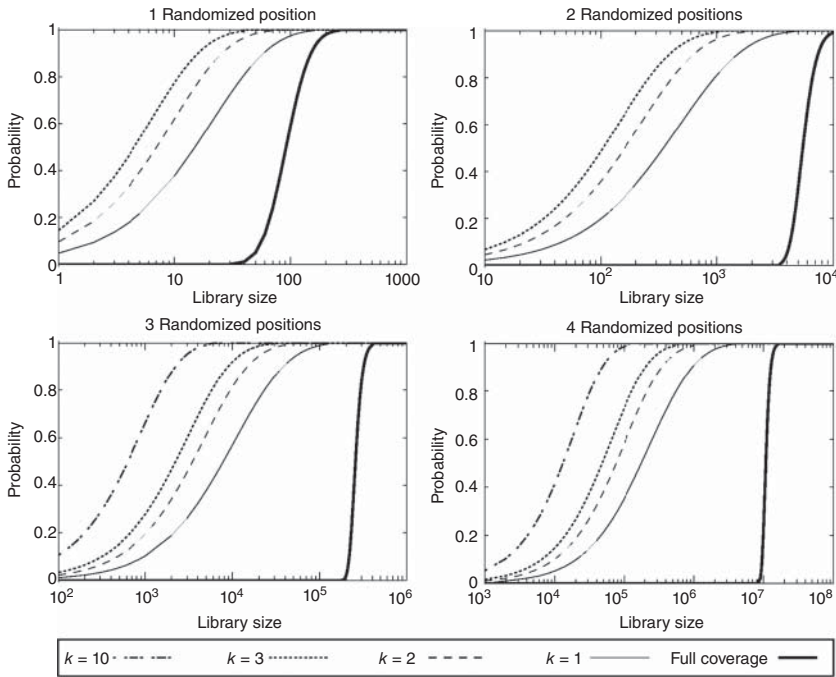 1 Randomized position
1
0.8
0.6
0.4
0.2
0
Probability
1 10 100 1000
Library size
2 Randomized positions
1
0.8
0.6
0.4
0.2
0
Probability
10 10² 10³ 10⁴
Library size
3 Randomized positions
1
0.8
0.6
0.4
0.2
0
Probability
10² 10³ 10⁴ 10⁵ 10⁶
Library size
4 Randomized positions
1
0.8
0.6
0.4
0.2
0
Probability
10³ 10⁴ 10⁵ 10⁶ 10⁷ 10⁸
Library size
k = 10 k = 3 k = 2 k = 1 Full coverage